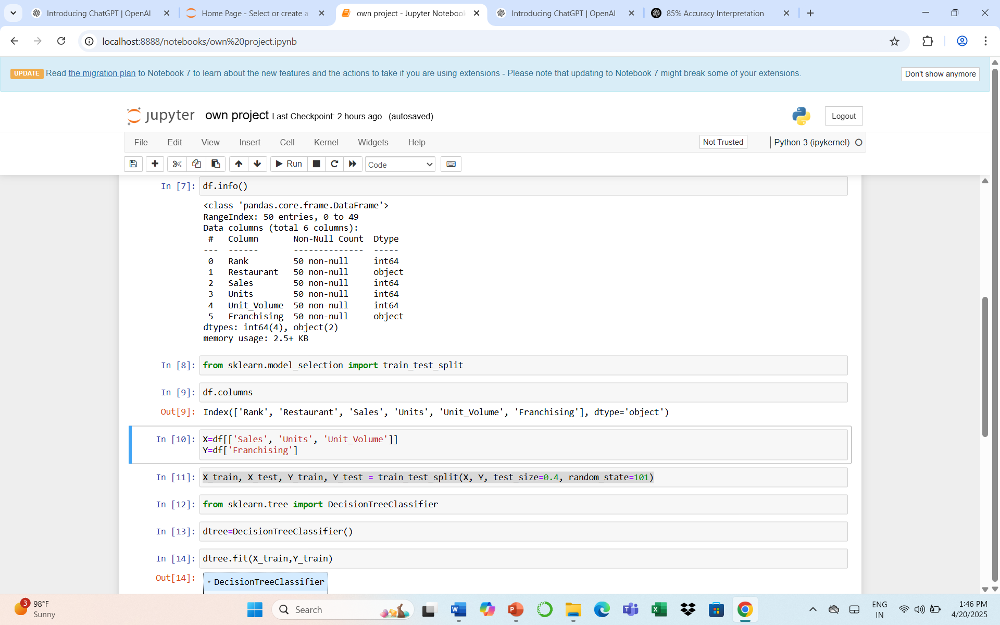 Introducing ChatGPT | OpenAI
Home Page - Select or create a
own project - Jupyter Notebook
Introducing ChatGPT | OpenAI
85% Accuracy Interpretation
localhost:8888/notebooks/own%20project.ipynb
UPDATE Read the migration plan to Notebook 7 to learn about the new features and the actions to take if you are using extensions - Please note that updating to Notebook 7 might break some of your extensions.
Don't show anymore
jupyter own project Last Checkpoint: 2 hours ago (autosaved)
Logout
File Edit View Insert Cell Kernel Widgets Help
Not Trusted
Python 3 (ipykernel)
Run
Code
In [7]: df.info()
<class 'pandas.core.frame.DataFrame'>
RangeIndex: 50 entries, 0 to 49
Data columns (total 6 columns):
 #   Column       Non-Null Count  Dtype
---  ------       --------------  -----
 0   Rank         50 non-null     int64
 1   Restaurant   50 non-null     object
 2   Sales        50 non-null     int64
 3   Units        50 non-null     int64
 4   Unit_Volume  50 non-null     int64
 5   Franchising  50 non-null     object
dtypes: int64(4), object(2)
memory usage: 2.5+ KB
In [8]: from sklearn.model_selection import train_test_split
In [9]: df.columns
Out[9]: Index(['Rank', 'Restaurant', 'Sales', 'Units', 'Unit_Volume', 'Franchising'], dtype='object')
In [10]: X=df[['Sales', 'Units', 'Unit_Volume']]
Y=df['Franchising']
In [11]: X_train, X_test, Y_train, Y_test = train_test_split(X, Y, test_size=0.4, random_state=101)
In [12]: from sklearn.tree import DecisionTreeClassifier
In [13]: dtree=DecisionTreeClassifier()
In [14]: dtree.fit(X_train,Y_train)
Out[14]: DecisionTreeClassifier
3
98°F
Sunny
Search
ENG
IN
1:46 PM
4/20/2025